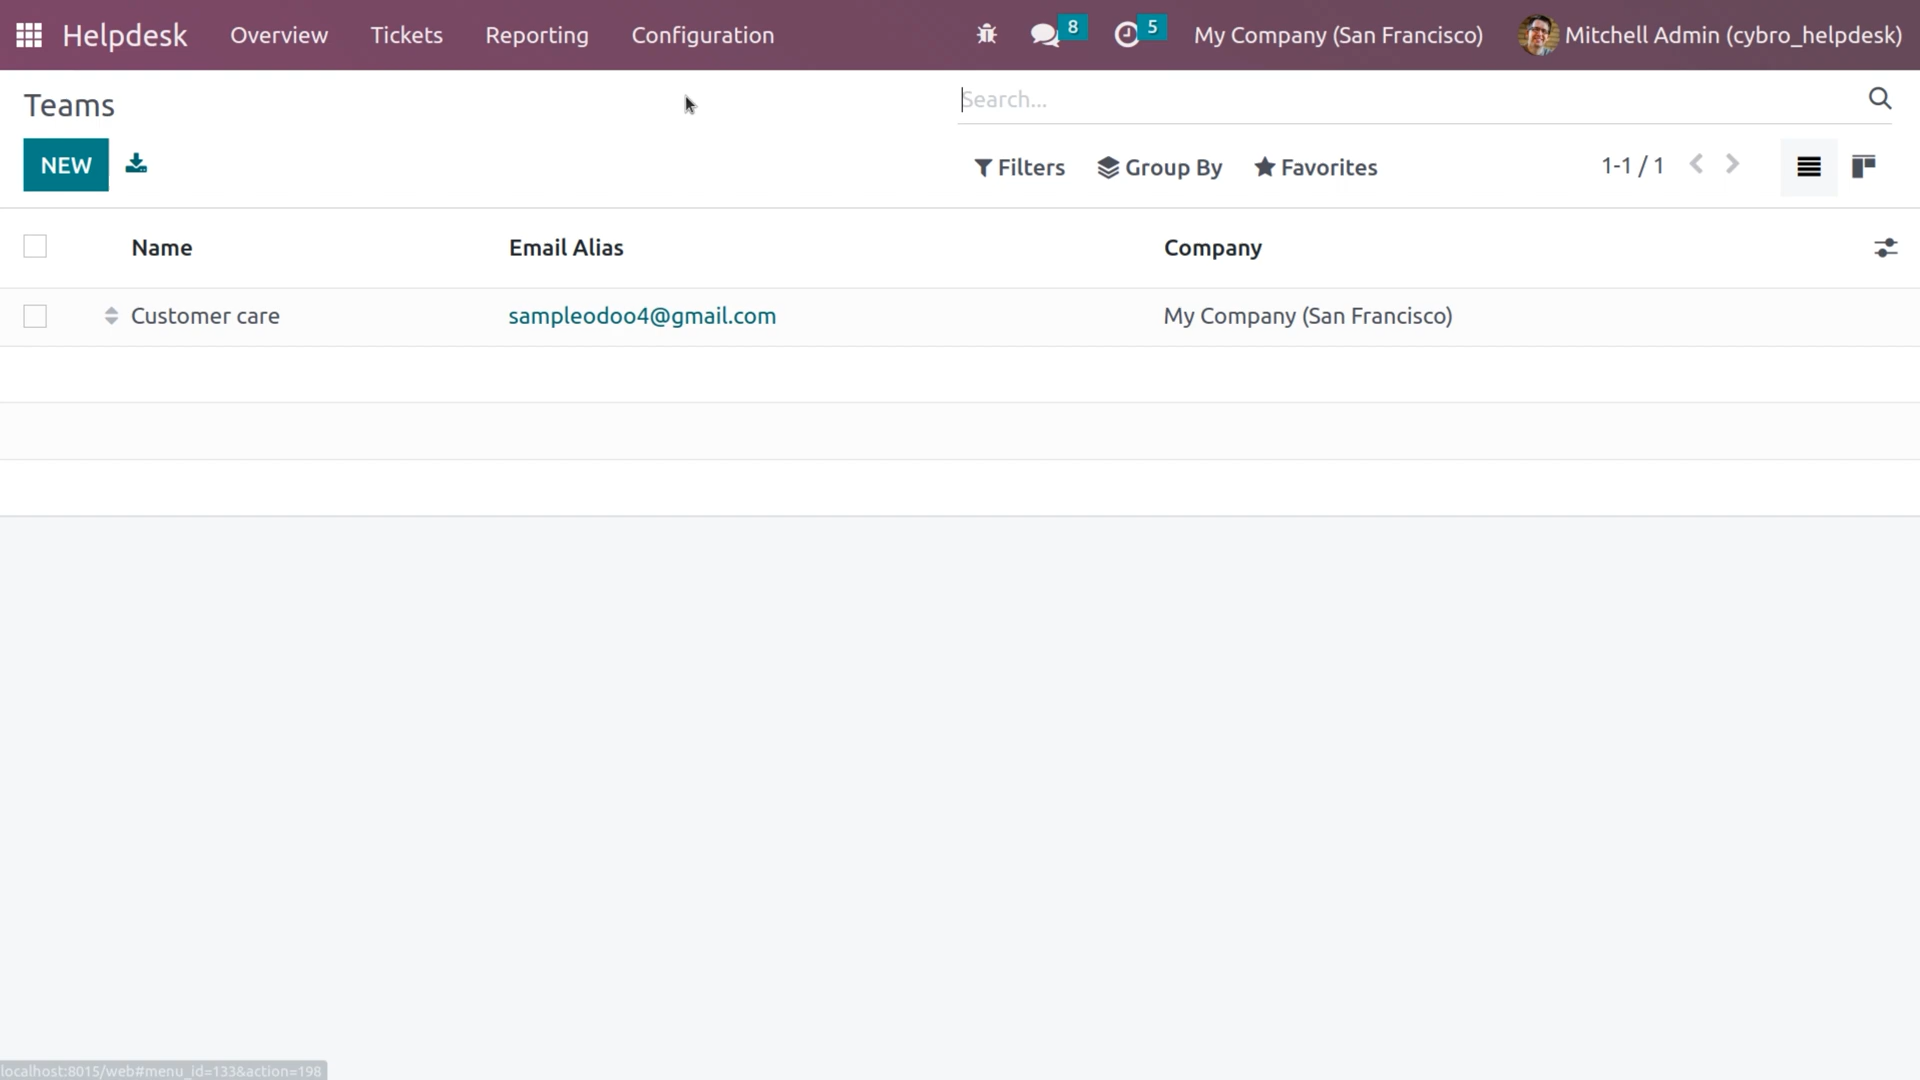 Helpdesk Overview Tickets Reporting Configuration 8 5 My Company (San Francisco) Mitchell Admin (cybro_helpdesk)
Teams Search...
NEW Filters Group By Favorites 1-1 / 1
Name Email Alias Company
Customer care sampleodoo4@gmail.com My Company (San Francisco)
localhost:8015/web#menu_id=133&action=198